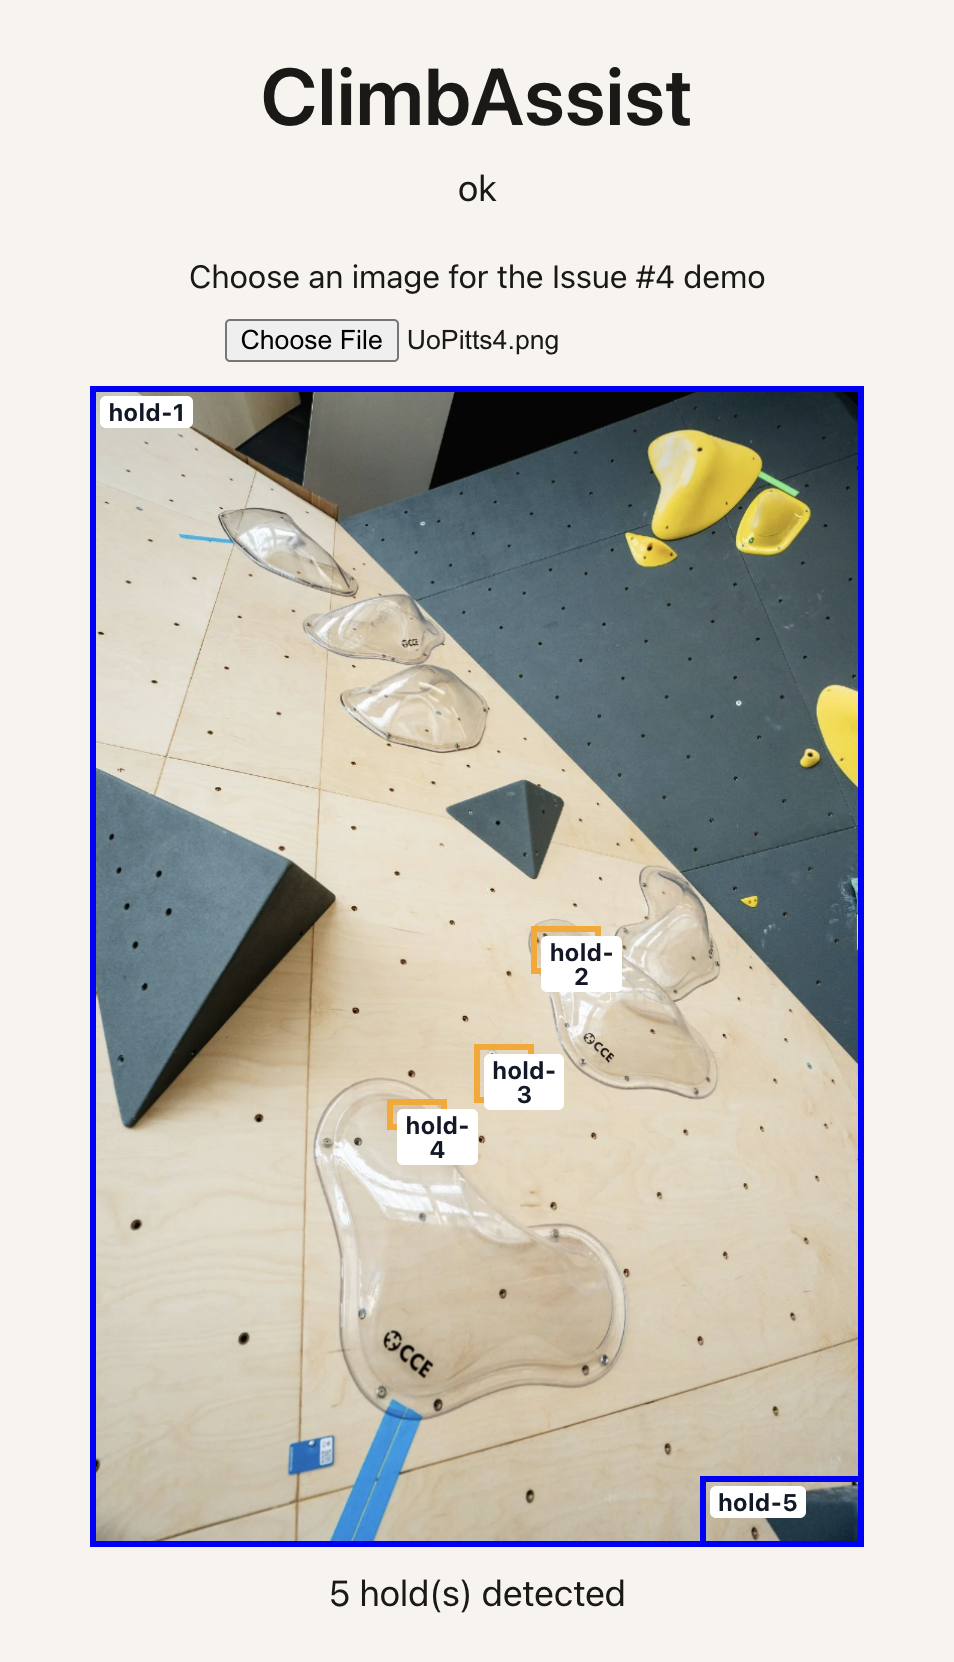 ClimbAssist
ok
Choose an image for the Issue #4 demo
Choose File UoPitts4.png
hold-1
CCE
hold-
2
CCE
hold-
3
hold-
4
CCE
hold-5
5 hold(s) detected